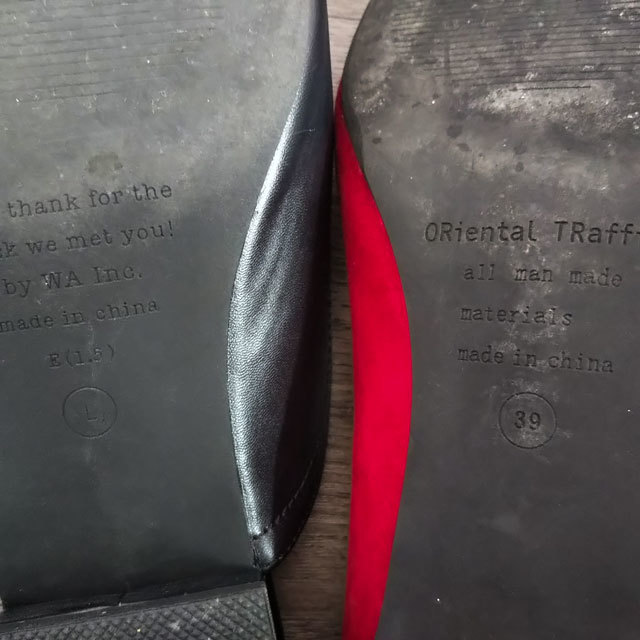 thank for the
k we met you!
by WA Inc.
made in china
E(1.5)
L
ORiental TRaff
all man made
materials
made in china
39